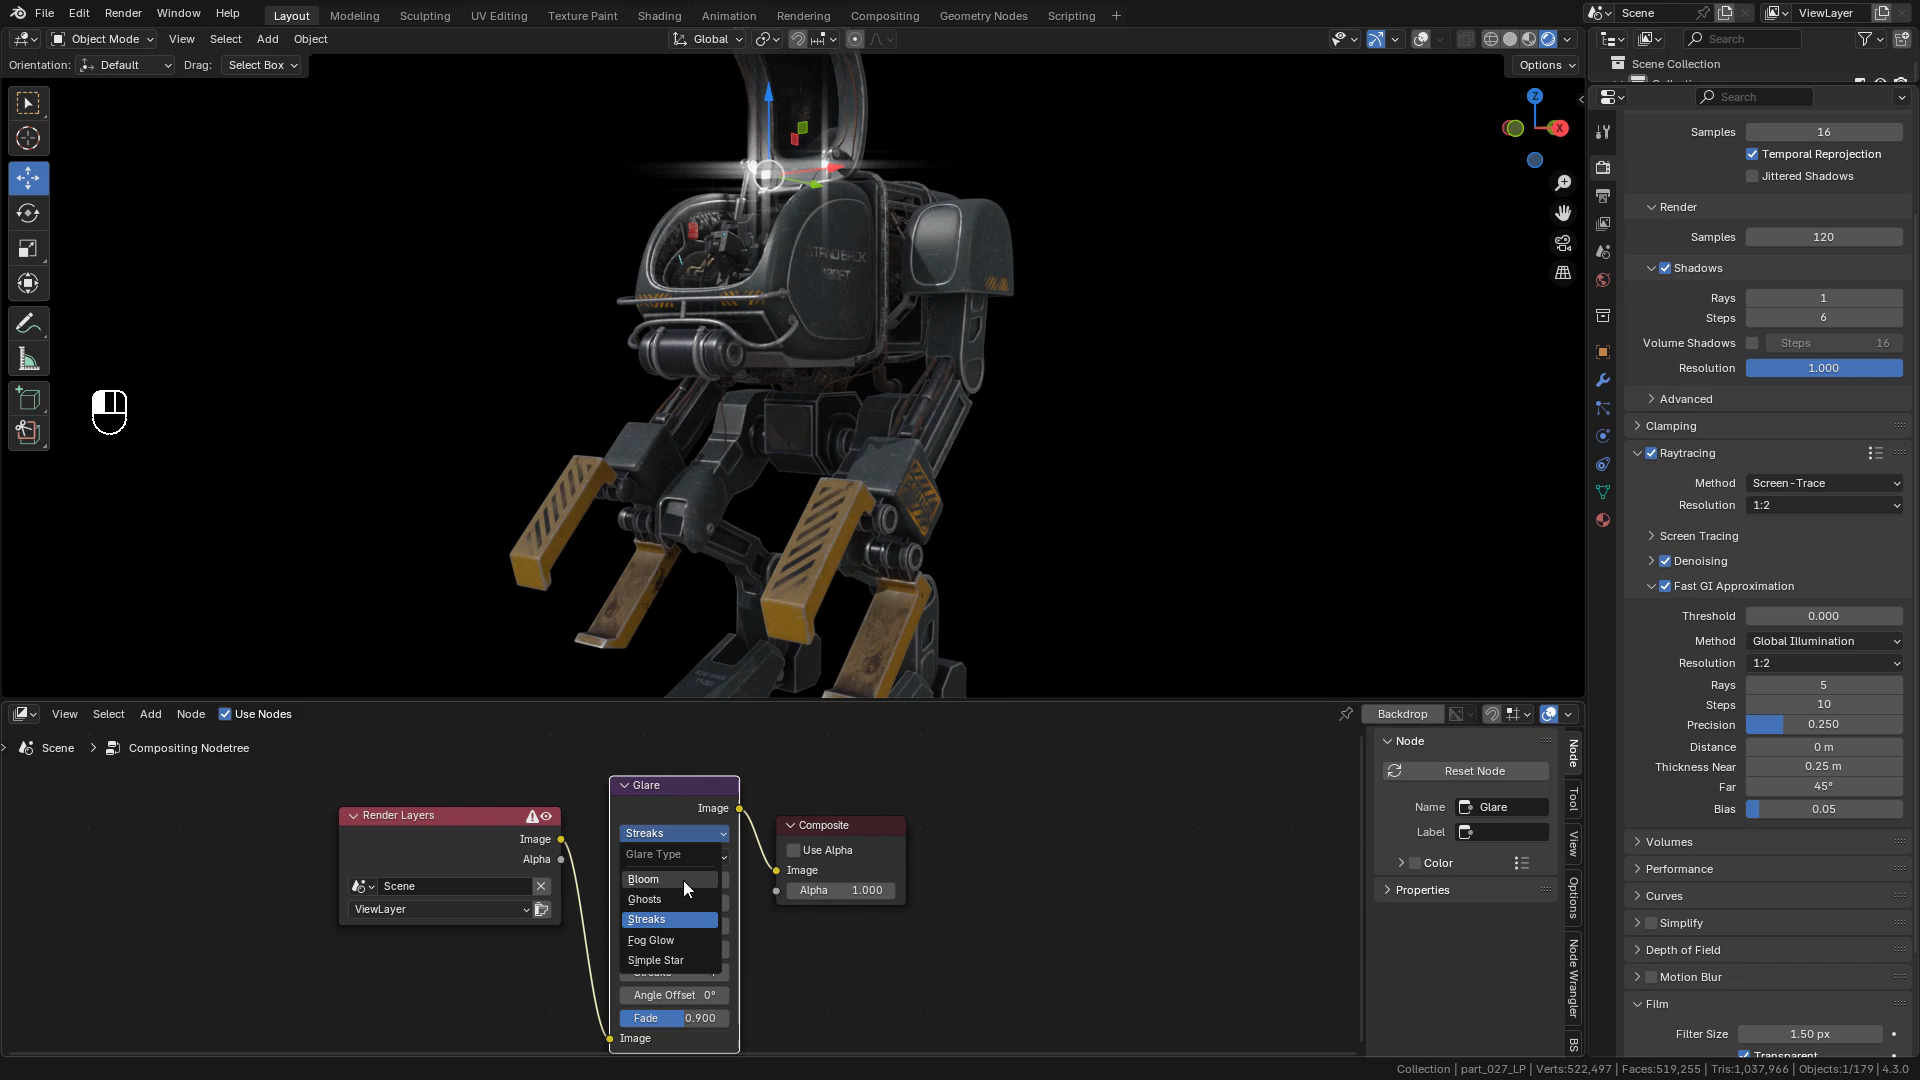 File Edit Render Window Help
Layout Modeling Sculpting UV Editing Texture Paint Shading Animation Rendering Compositing Geometry Nodes Scripting +
Scene
ViewLayer
Object Mode View Select Add Object
Global
Search
Orientation: Default Drag: Select Box
Options
Scene Collection
Search
Z
X
Samples 16
Temporal Reprojection
Jittered Shadows
Render
Samples 120
Shadows
Rays 1
Steps 6
Volume Shadows Steps 16
Resolution 1.000
Advanced
Clamping
Raytracing
Method Screen-Trace
Resolution 1:2
Screen Tracing
Denoising
Fast GI Approximation
Threshold 0.000
Method Global Illumination
Resolution 1:2
Rays 5
Steps 10
Precision 0.250
Distance 0 m
Thickness Near 0.25 m
Far 45°
Bias 0.05
Volumes
Performance
Curves
Simplify
Depth of Field
Motion Blur
Film
Filter Size 1.50 px
Transparent
View Select Add Node Use Nodes
Backdrop
Scene Compositing Nodetree
Render Layers
Image
Alpha
Scene
ViewLayer
Glare
Image
Streaks
Glare Type
Bloom
Ghosts
Streaks
Fog Glow
Simple Star
Angle Offset 0°
Fade 0.900
Image
Composite
Use Alpha
Image
Alpha 1.000
Node
Reset Node
Name Glare
Label
Color
Properties
Node
Tool
View
Options
Node Wrangler
BS
Collection | part_027_LP | Verts:522,497 | Faces:519,255 | Tris:1,037,966 | Objects:1/179 | 4.3.0